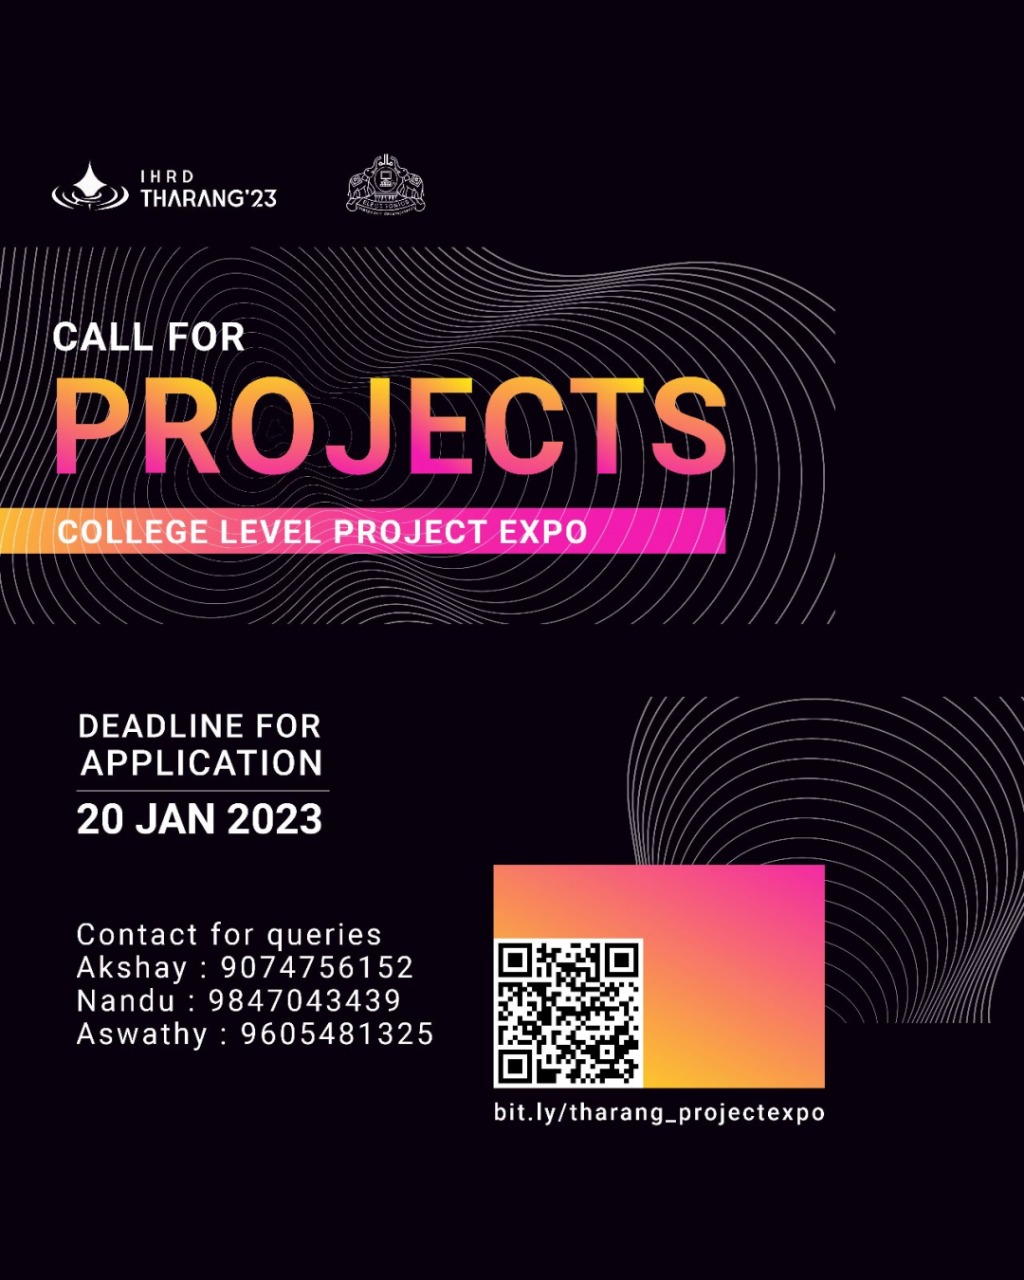 IHRD
THARANG'23
CALL FOR
PROJECTS
COLLEGE LEVEL PROJECT EXPO
DEADLINE FOR
APPLICATION
20 JAN 2023
Contact for queries
Akshay : 9074756152
Nandu : 9847043439
Aswathy : 9605481325
bit.ly/tharang_projectexpo